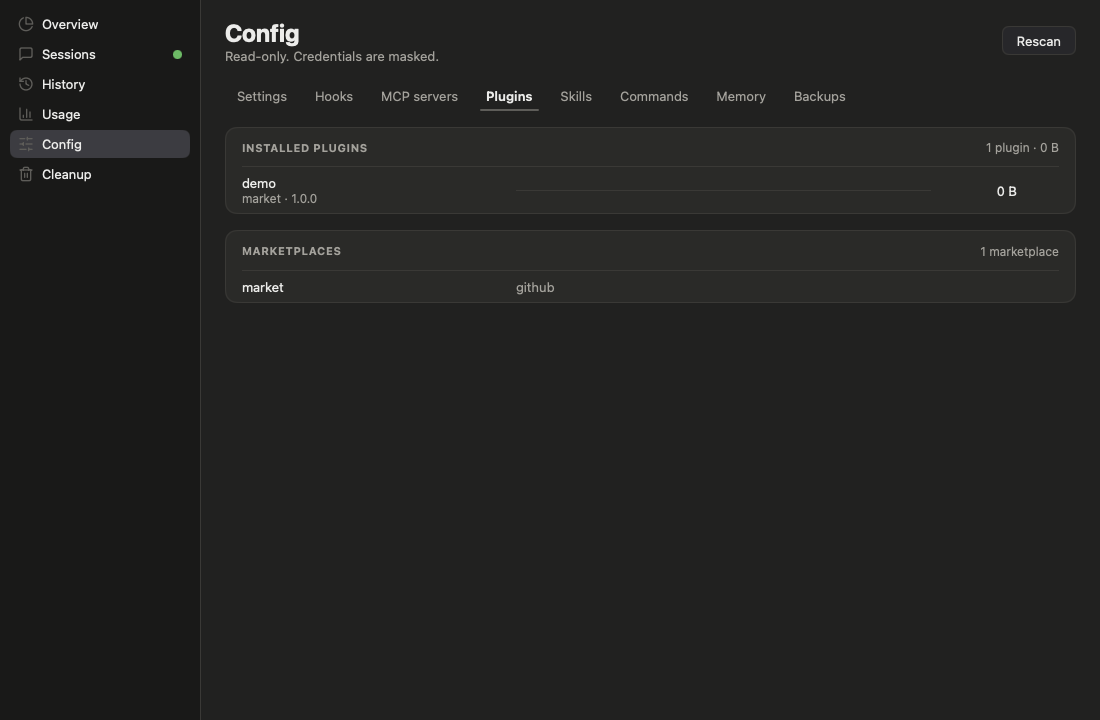 Overview
Sessions
History
Usage
Config
Cleanup
Config
Read-only. Credentials are masked.
Rescan
Settings
Hooks
MCP servers
Plugins
Skills
Commands
Memory
Backups
INSTALLED PLUGINS
1 plugin · 0 B
demo
market · 1.0.0
0 B
MARKETPLACES
1 marketplace
market
github